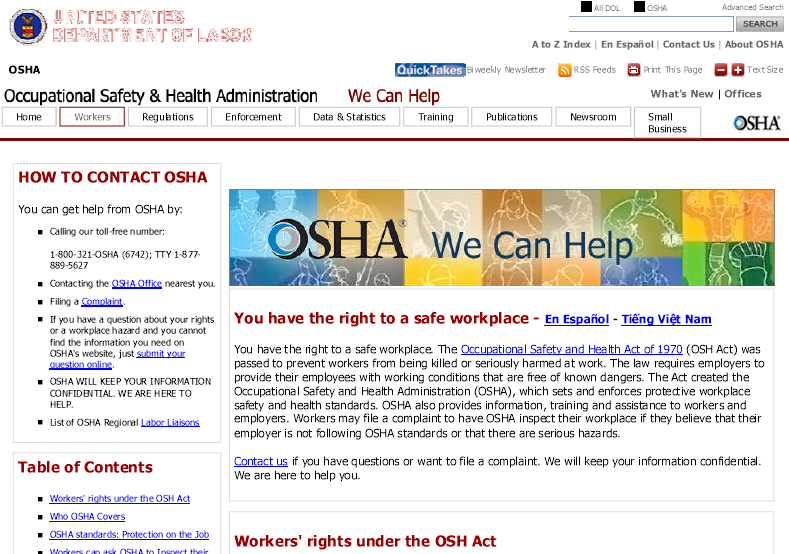 UNITED STATES
DEPARTMENT OF LABOR
All DOL OSHA Advanced Search
SEARCH
A to Z Index | En Español | Contact Us | About OSHA
OSHA
QuickTakes Biweekly Newsletter RSS Feeds Print This Page Text Size
Occupational Safety & Health Administration We Can Help
What's New | Offices
Home Workers Regulations Enforcement Data & Statistics Training Publications Newsroom Small
Business
OSHA
HOW TO CONTACT OSHA
You can get help from OSHA by:
Calling our toll-free number:
1-800-321-OSHA (6742); TTY 1-877-
889-5627
Contacting the OSHA Office nearest you.
Filing a Complaint.
If you have a question about your rights
or a workplace hazard and you cannot
find the information you need on
OSHA's website, just submit your
question online.
OSHA WILL KEEP YOUR INFORMATION
CONFIDENTIAL. WE ARE HERE TO
HELP.
List of OSHA Regional Labor Liaisons
Table of Contents
Workers' rights under the OSH Act
Who OSHA Covers
OSHA standards: Protection on the Job
Workers can ask OSHA to Inspect their
OSHA® We Can Help
You have the right to a safe workplace - En Español - Tiếng Việt Nam
You have the right to a safe workplace. The Occupational Safety and Health Act of 1970 (OSH Act) was
passed to prevent workers from being killed or seriously harmed at work. The law requires employers to
provide their employees with working conditions that are free of known dangers. The Act created the
Occupational Safety and Health Administration (OSHA), which sets and enforces protective workplace
safety and health standards. OSHA also provides information, training and assistance to workers and
employers. Workers may file a complaint to have OSHA inspect their workplace if they believe that their
employer is not following OSHA standards or that there are serious hazards.
Contact us if you have questions or want to file a complaint. We will keep your information confidential.
We are here to help you.
Workers' rights under the OSH Act